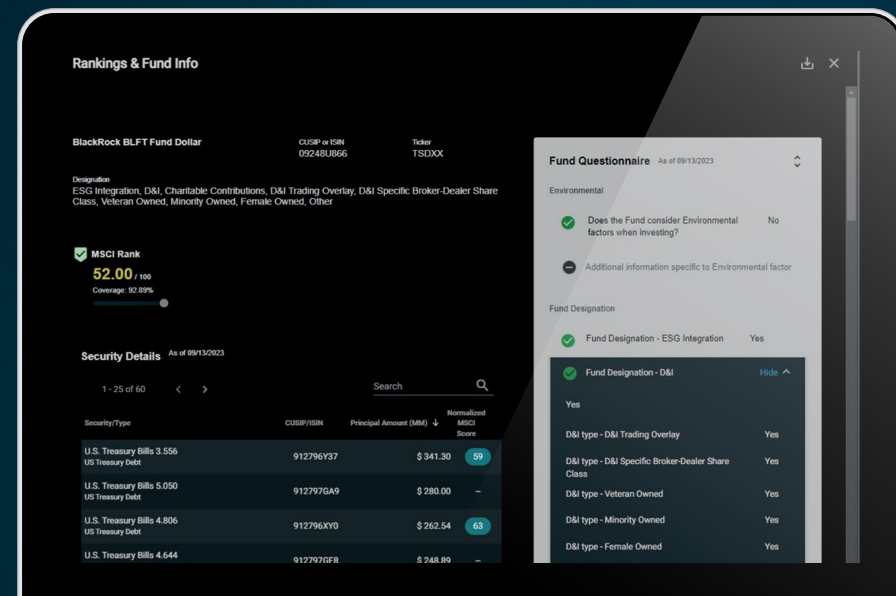 Rankings & Fund Info
BlackRock BLFT Fund Dollar
CUSIP or ISIN
09248U866
Ticker
TSDXX
Designation
ESG Integration, D&I, Charitable Contributions, D&I Trading Overlay, D&I Specific Broker-Dealer Share
Class, Veteran Owned, Minority Owned, Female Owned, Other
MSCI Rank
52.00 / 100
Coverage: 92.89%
Security Details As of 09/13/2023
1 - 25 of 60
Search
Security/Type
CUSIP/ISIN
Principal Amount (MM)
Normalized
MSCI
Score
U.S. Treasury Bills 3.556
US Treasury Debt
912796Y37
$ 341.30
59
U.S. Treasury Bills 5.050
US Treasury Debt
912797GA9
$ 280.00
–
U.S. Treasury Bills 4.806
US Treasury Debt
912796XY0
$ 262.54
63
U.S. Treasury Bills 4.644
912797GF8
$ 248.89
–
Fund Questionnaire As of 09/13/2023
Environmental
Does the Fund consider Environmental
factors when investing?
No
Additional information specific to Environmental factor
Fund Designation
Fund Designation - ESG Integration Yes
Fund Designation - D&I Hide
Yes
D&I type - D&I Trading Overlay Yes
D&I type - D&I Specific Broker-Dealer Share
Class
Yes
D&I type - Veteran Owned Yes
D&I type - Minority Owned Yes
D&I type - Female Owned Yes